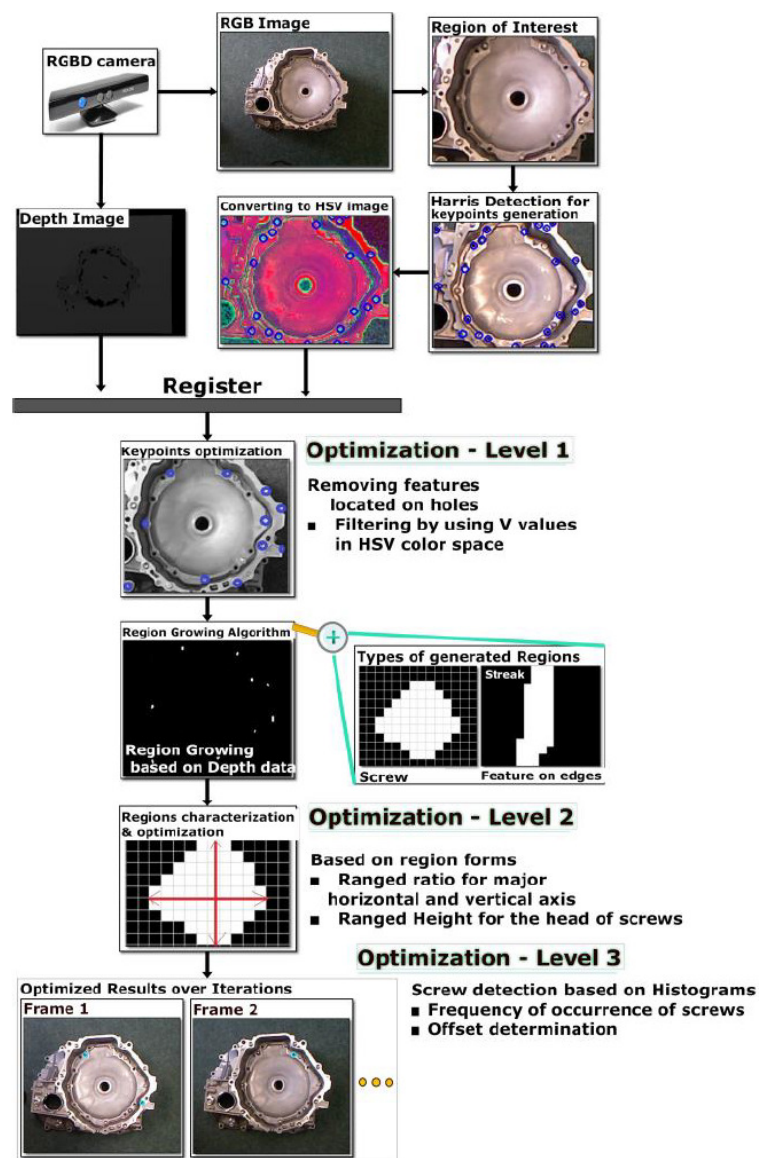 RGB Image
RGBD camera
Region of Interest
Converting to HSV image
Harris Detection for
keypoints generation
Depth Image
Register
Keypoints optimization
Optimization - Level 1
Removing features
located on holes
■ Filtering by using V values
in HSV color space
Region Growing Algorithm
Region Growing
based on Depth data
Types of generated Regions
Streak
Screw
Feature on edges
Regions characterization
& optimization
Optimization - Level 2
Based on region forms
■ Ranged ratio for major
horizontal and vertical axis
■ Ranged Height for the head of screws
Optimization - Level 3
Optimized Results over Iterations
Frame 1
Frame 2
Screw detection based on Histograms
■ Frequency of occurrence of screws
■ Offset determination